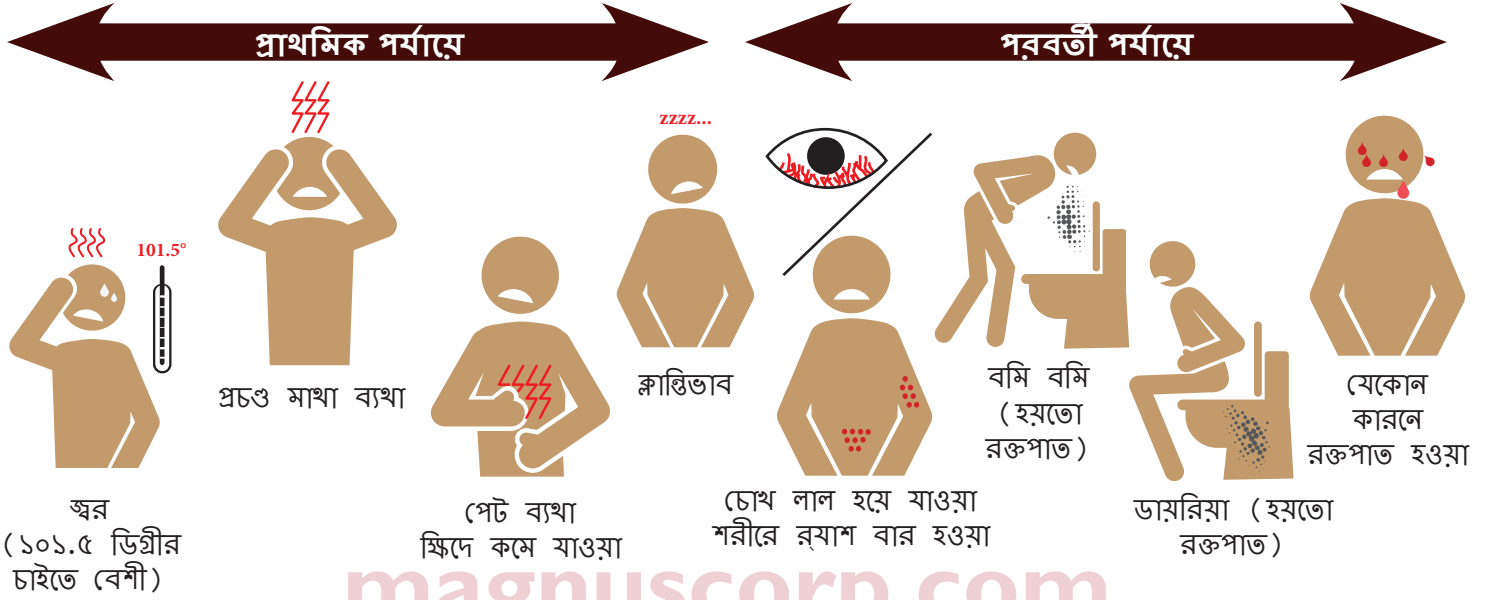 প্রাথমিক পর্যায়ে
পরবর্তী পর্যায়ে
101.5°
জ্বর
(১০১.৫ ডিগ্রীর
চাইতে বেশী)
প্রচণ্ড মাথা ব্যথা
পেট ব্যথা
ক্ষিদে কমে যাওয়া
zzzz...
ক্লান্তিভাব
চোখ লাল হয়ে যাওয়া
শরীরে র‍্যাশ বার হওয়া
বমি বমি
(হয়তো
রক্তপাত)
ডায়রিয়া (হয়তো
রক্তপাত)
যেকোন
কারনে
রক্তপাত হওয়া
magnuscorp.com